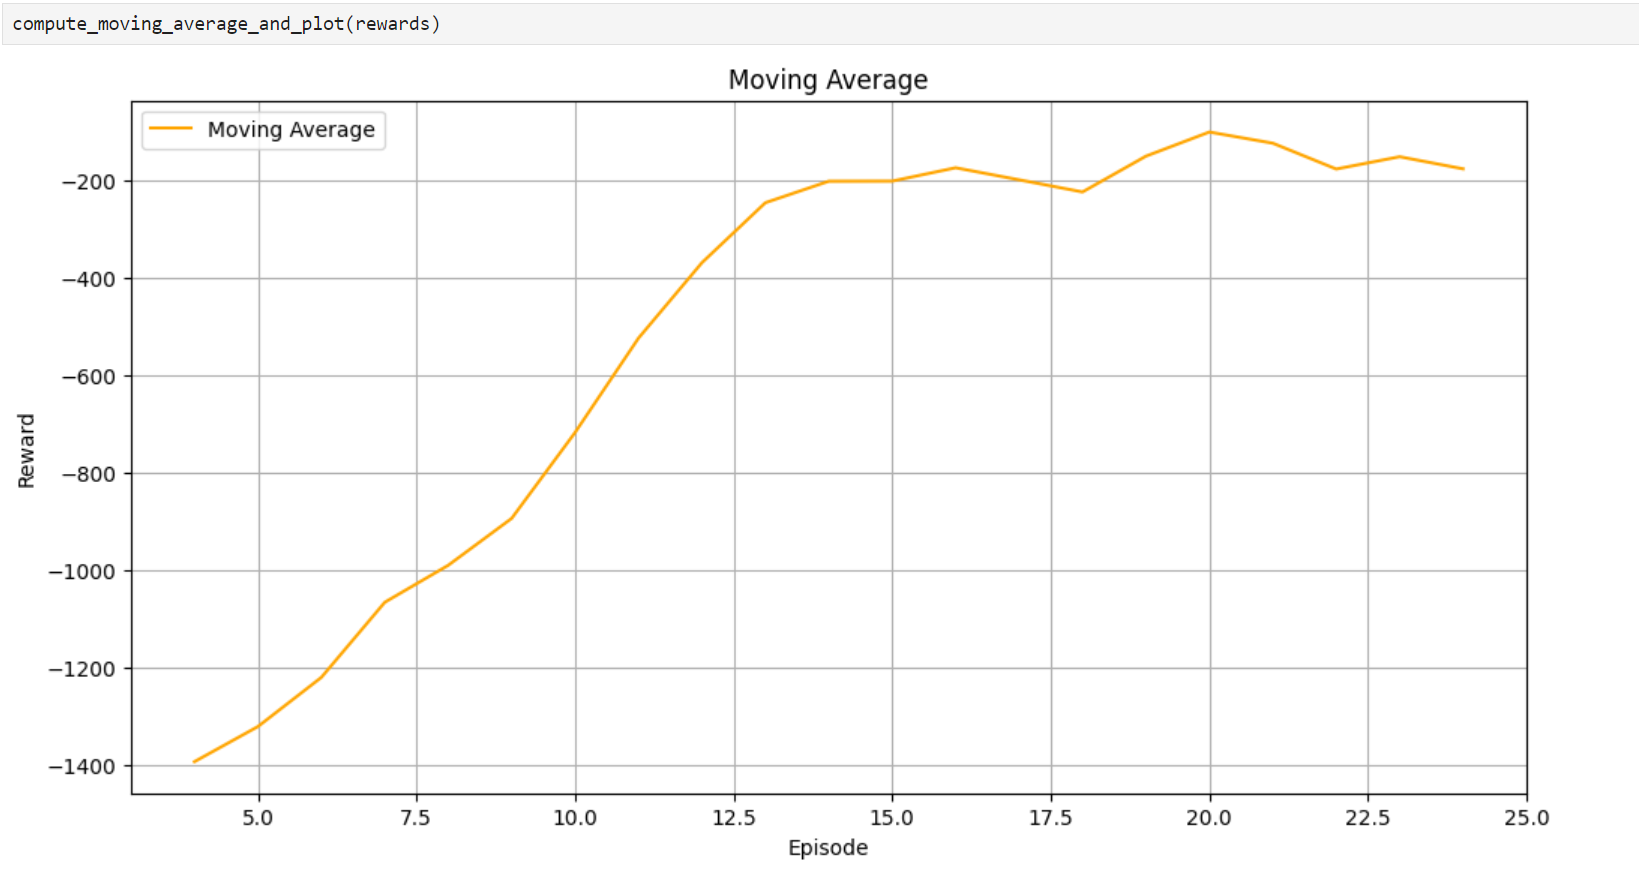 compute_moving_average_and_plot(rewards)
Moving Average
Moving Average
−200
−400
−600
−800
−1000
−1200
−1400
Reward
5.0 7.5 10.0 12.5 15.0 17.5 20.0 22.5 25.0
Episode